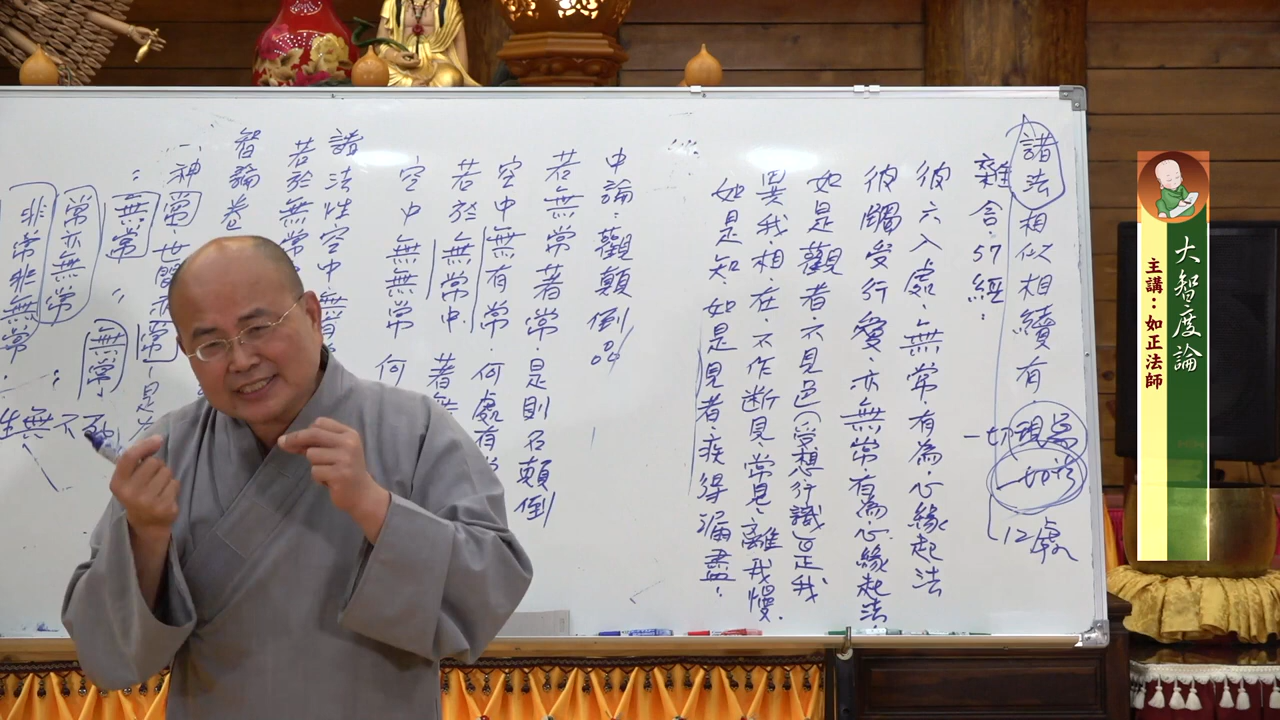 大智度論
主講：如正法師
諸法相似相續有
一切現為
一切
12處
雜含.57經：
彼六入處、無常、有為、心緣起法
彼觸受行愛、亦無常有為心緣起法
如是觀者、不見色(受想行識)是我
異我、相在、不作斷見、常見、離我慢.
如是知、如是見者、疾得漏盡！
中論：觀顛倒品
若無常著常、是則名顛倒
空中無有常、何處有常
若於無常中、著無
空中無無常 何
諸法性空中無
若於無常
智論卷
一、神常、世間亦常、是
：無常 〃 無常
常亦無常 ：
非常非無常：
無不